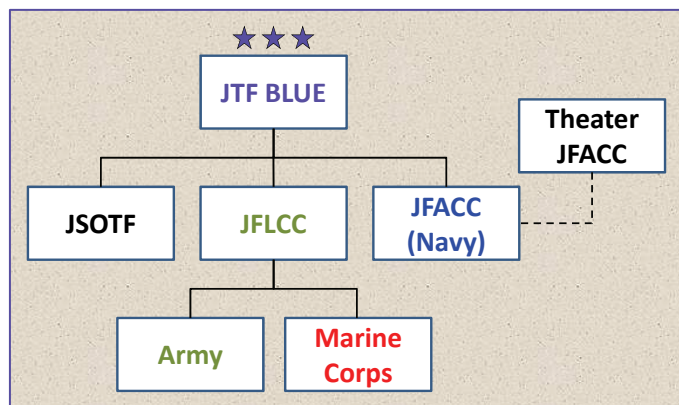 JTF BLUE
Theater
JFACC
JSOTF
JFLCC
JFACC
(Navy)
Army
Marine
Corps